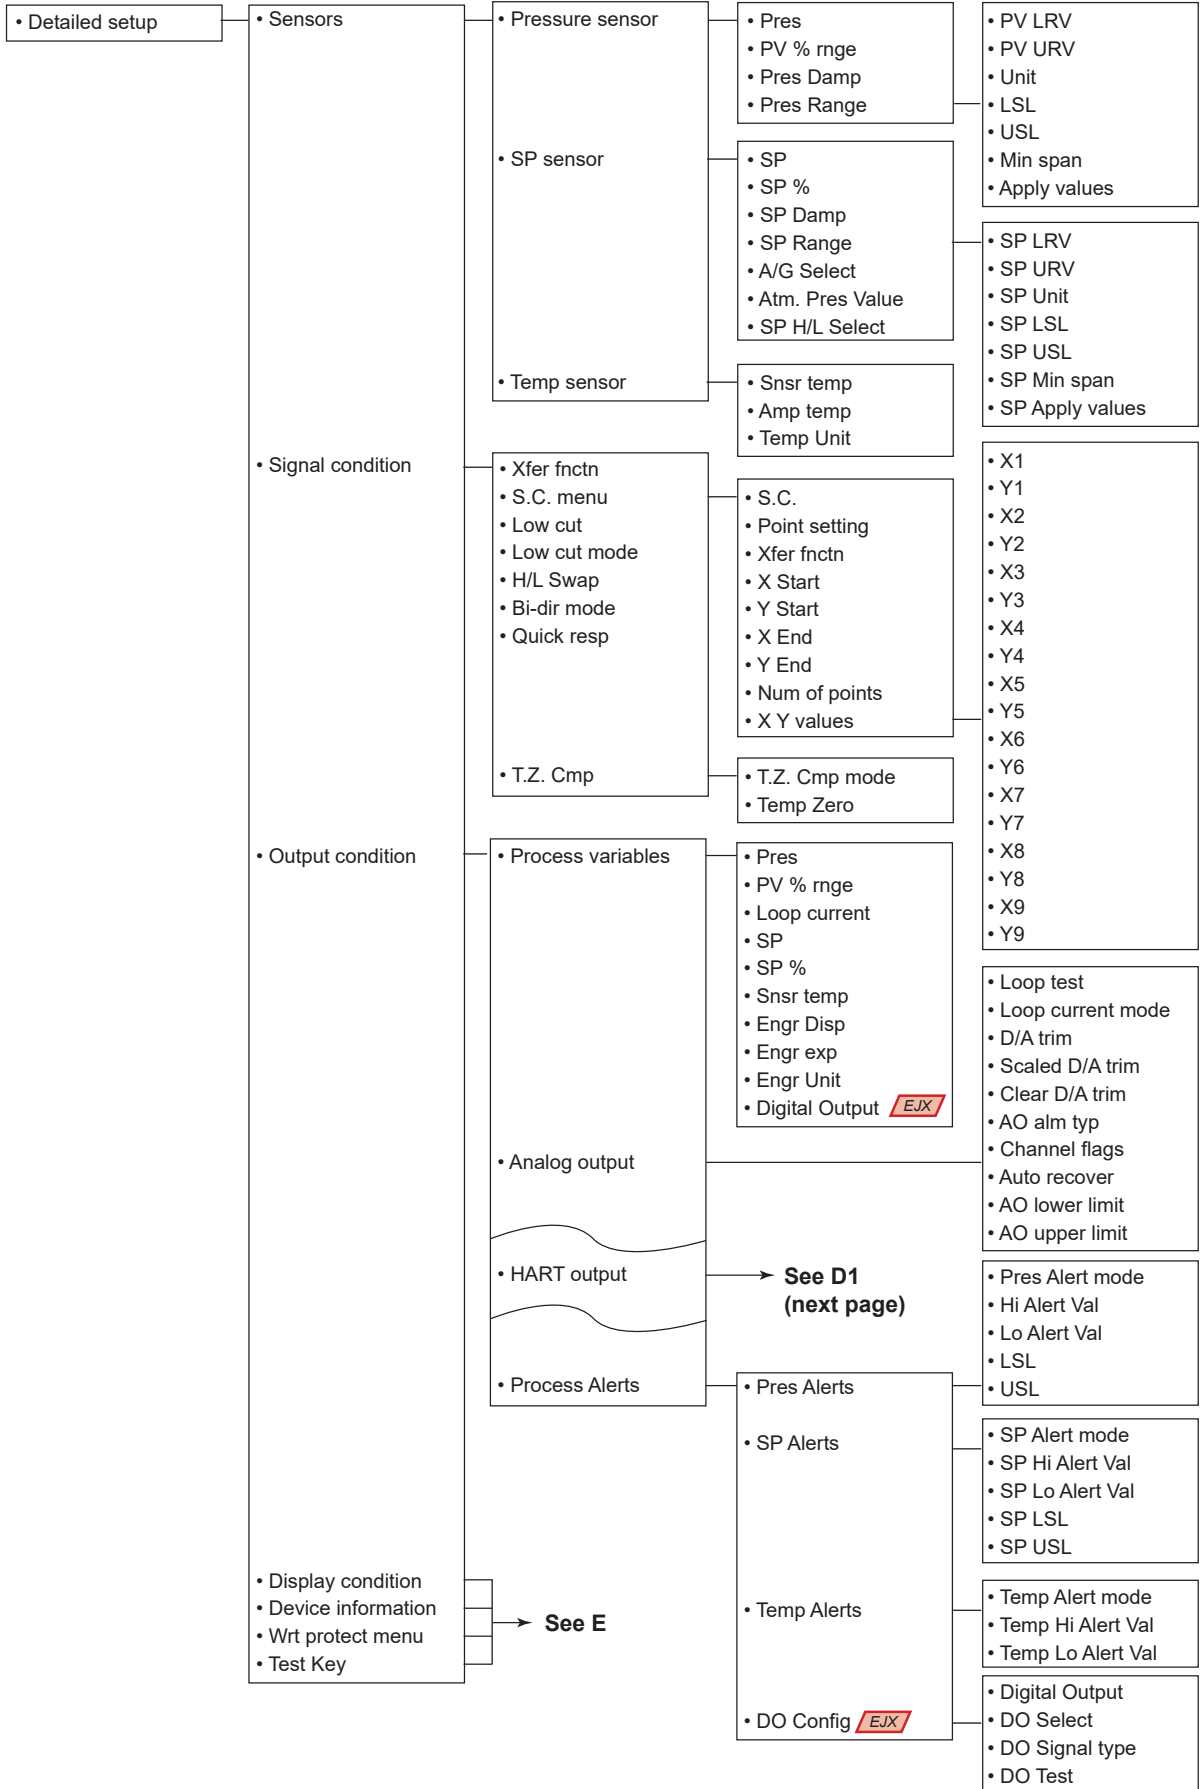 • Detailed setup
• Sensors
• Signal condition
• Output condition
• Display condition
• Device information
• Wrt protect menu
• Test Key
See E
• Pressure sensor
• SP sensor
• Temp sensor
• Pres
• PV % rnge
• Pres Damp
• Pres Range
• PV LRV
• PV URV
• Unit
• LSL
• USL
• Min span
• Apply values
• SP
• SP %
• SP Damp
• SP Range
• A/G Select
• Atm. Pres Value
• SP H/L Select
• SP LRV
• SP URV
• SP Unit
• SP LSL
• SP USL
• SP Min span
• SP Apply values
• Snsr temp
• Amp temp
• Temp Unit
• Xfer fnctn
• S.C. menu
• Low cut
• Low cut mode
• H/L Swap
• Bi-dir mode
• Quick resp
• T.Z. Cmp
• S.C.
• Point setting
• Xfer fnctn
• X Start
• Y Start
• X End
• Y End
• Num of points
• X Y values
• X1
• Y1
• X2
• Y2
• X3
• Y3
• X4
• Y4
• X5
• Y5
• X6
• Y6
• X7
• Y7
• X8
• Y8
• X9
• Y9
• T.Z. Cmp mode
• Temp Zero
• Process variables
• Analog output
• HART output
• Process Alerts
• Pres
• PV % rnge
• Loop current
• SP
• SP %
• Snsr temp
• Engr Disp
• Engr exp
• Engr Unit
• Digital Output EJX
• Loop test
• Loop current mode
• D/A trim
• Scaled D/A trim
• Clear D/A trim
• AO alm typ
• Channel flags
• Auto recover
• AO lower limit
• AO upper limit
See D1
(next page)
• Pres Alerts
• SP Alerts
• Temp Alerts
• DO Config EJX
• Pres Alert mode
• Hi Alert Val
• Lo Alert Val
• LSL
• USL
• SP Alert mode
• SP Hi Alert Val
• SP Lo Alert Val
• SP LSL
• SP USL
• Temp Alert mode
• Temp Hi Alert Val
• Temp Lo Alert Val
• Digital Output
• DO Select
• DO Signal type
• DO Test